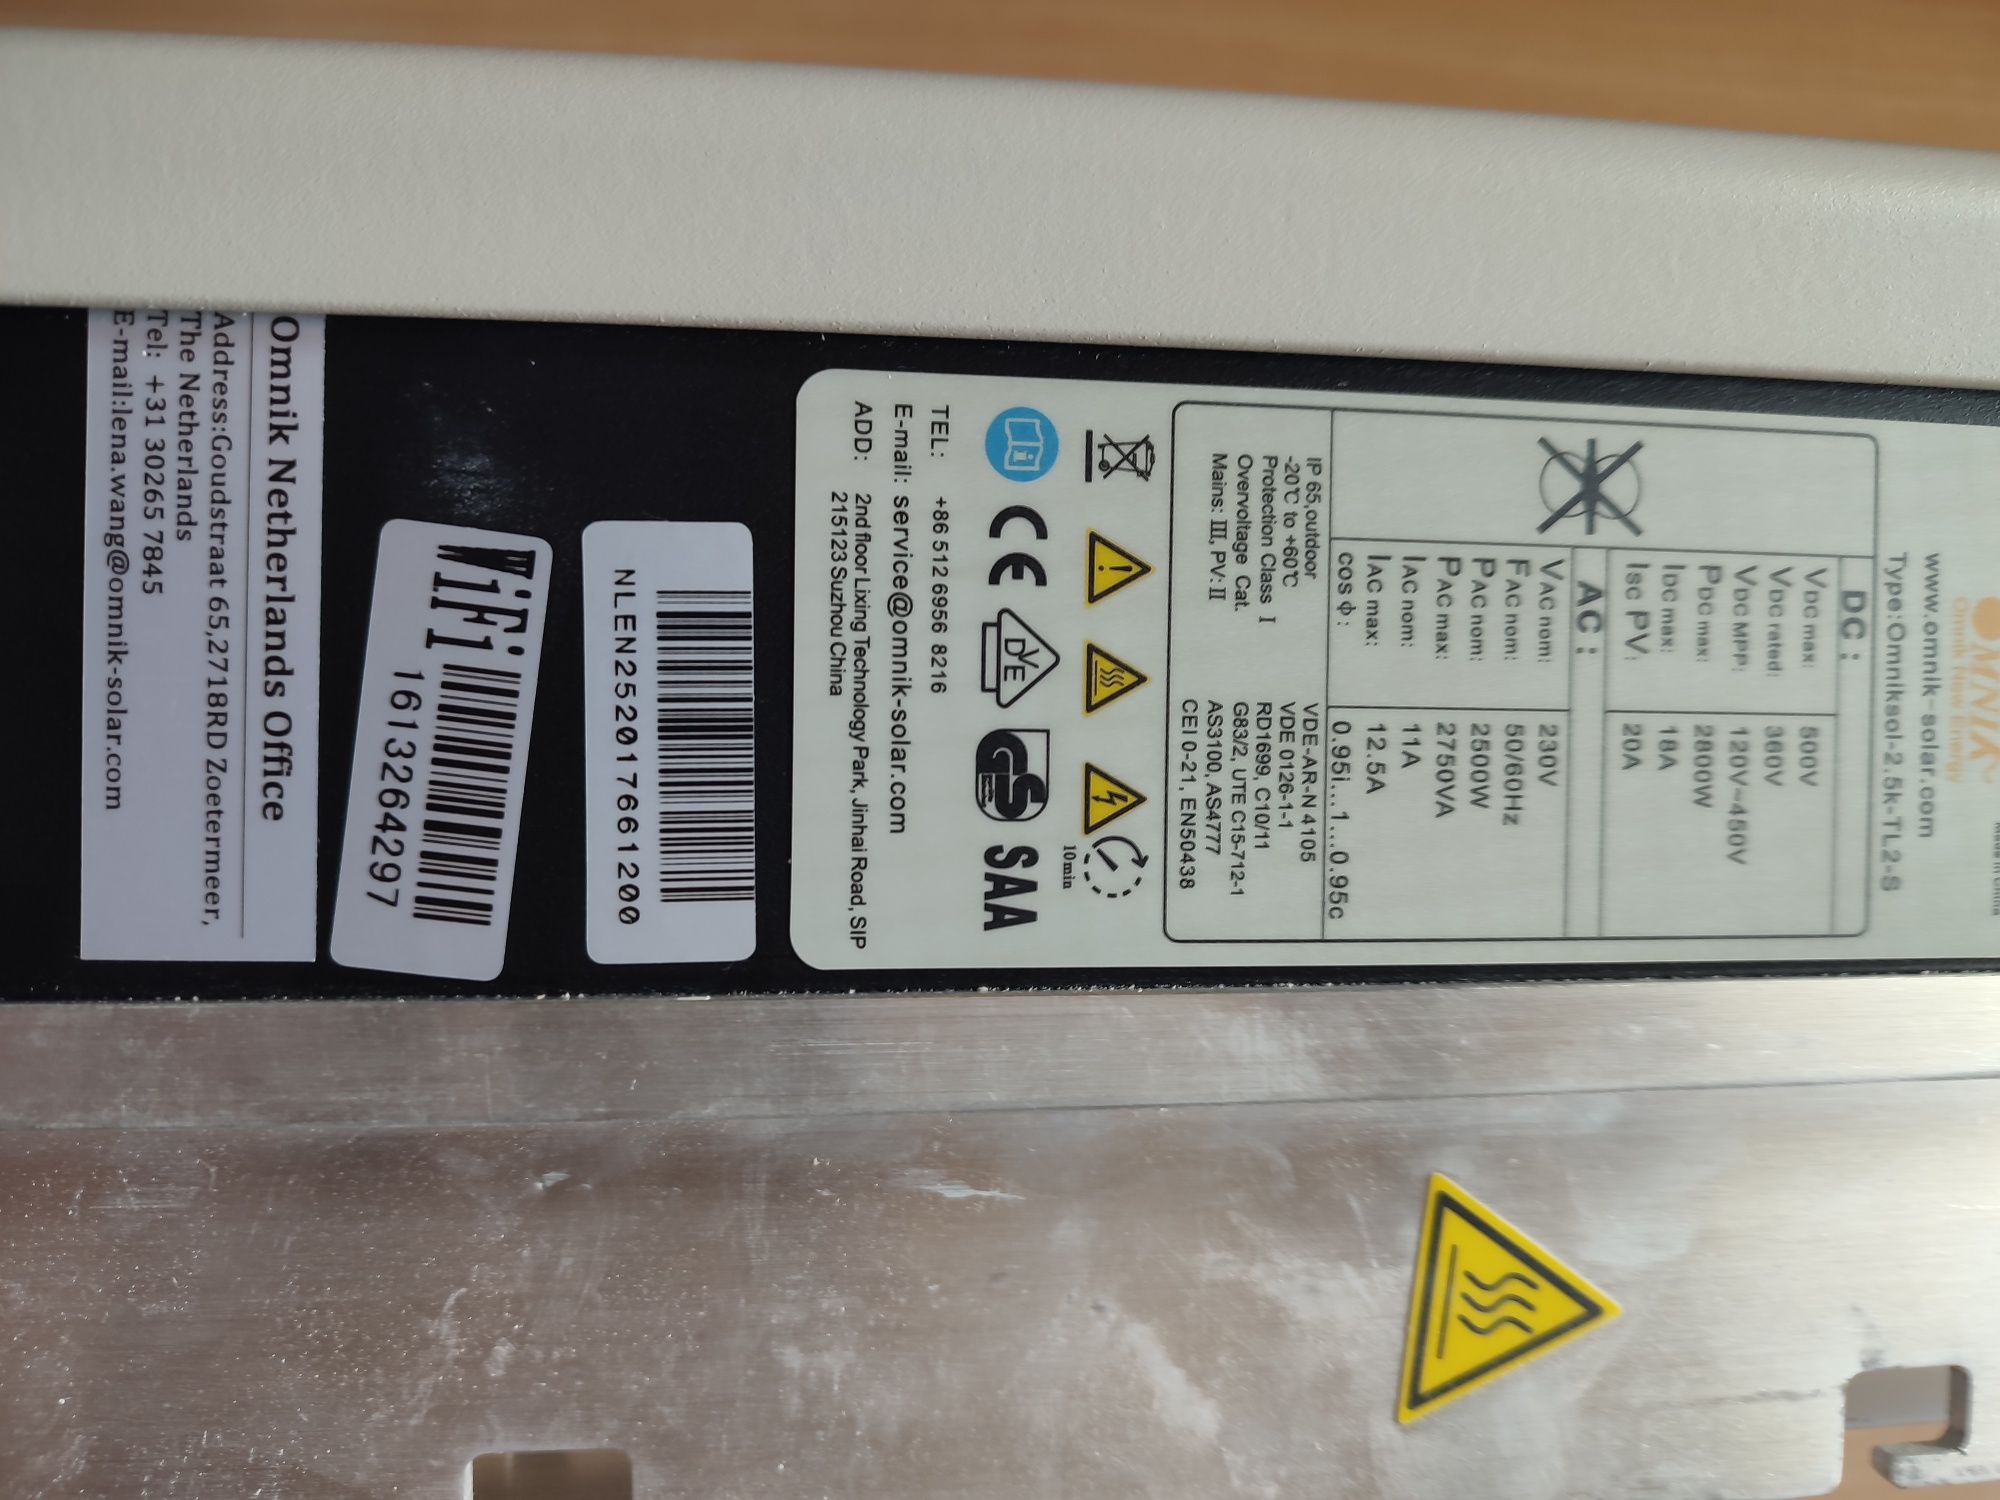 Made in China
OMNIK
Omnik New Energy
www.omnik-solar.com
Type:Omniksol-2.5k-TL2-S
DC :
VDC max: 500V
VDC rated: 360V
VDC MPP: 120V~450V
PDC max: 2800W
IDC max: 18A
ISC PV: 20A
AC :
VAC nom: 230V
FAC nom: 50/60Hz
PAC nom: 2500W
PAC max: 2750VA
IAC nom: 11A
IAC max: 12.5A
cos ϕ : 0.95i...1...0.95c
IP 65,outdoor
-20℃ to +60℃
Protection Class Ⅰ
Overvoltage Cat.
Mains: Ⅲ, PV: Ⅱ
VDE-AR-N 4105
VDE 0126-1-1
RD1699, C10/11
G83/2, UTE C15-712-1
AS3100, AS4777
CEI 0-21, EN50438
10min
CE
DVE
GS
SAA
TEL: +86 512 6956 8216
E-mail: service@omnik-solar.com
ADD: 2nd floor Lixing Technology Park, Jinhai Road, SIP
215123 Suzhou China
NLEN252017661200
WiFi
1613264297
Omnik Netherlands Office
Address:Goudstraat 65,2718RD Zoetermeer,
The Netherlands
Tel: +31 30265 7845
E-mail:lena.wang@omnik-solar.com